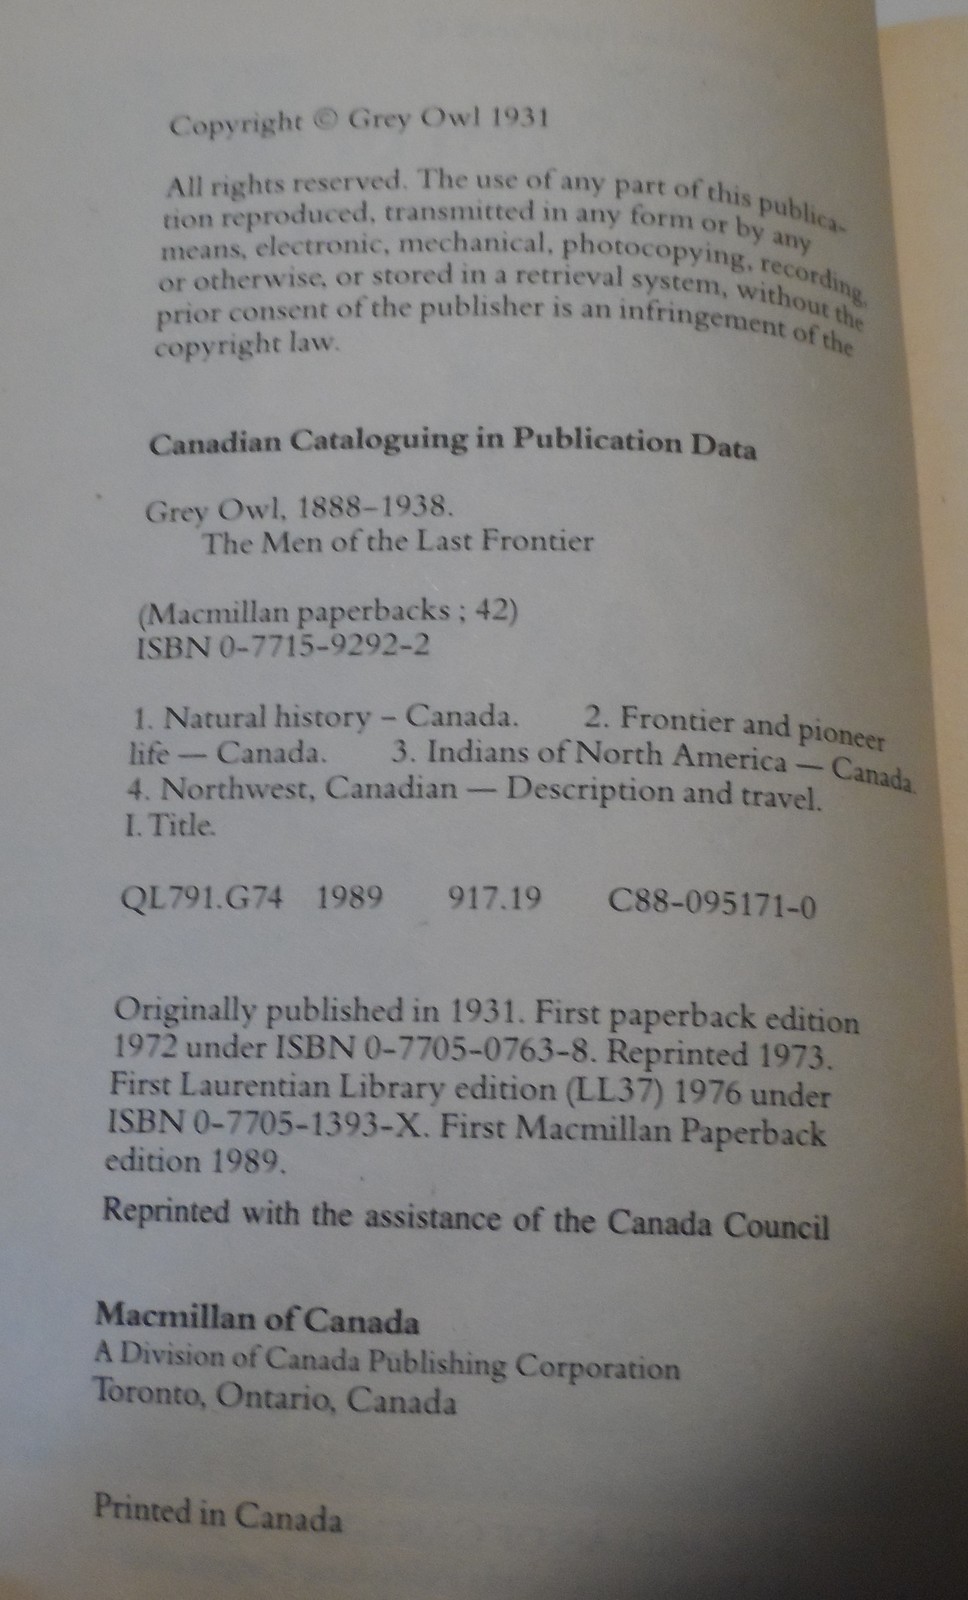 Copyright © Grey Owl 1931
All rights reserved. The use of any part of this publica-
tion reproduced, transmitted in any form or by any
means, electronic, mechanical, photocopying, recording,
or otherwise, or stored in a retrieval system, without the
prior consent of the publisher is an infringement of the
copyright law.
Canadian Cataloguing in Publication Data
Grey Owl, 1888–1938.
The Men of the Last Frontier
(Macmillan paperbacks ; 42)
ISBN 0-7715-9292-2
1. Natural history – Canada. 2. Frontier and pioneer
life — Canada. 3. Indians of North America — Canada.
4. Northwest, Canadian — Description and travel.
I. Title.
QL791.G74 1989 917.19 C88-095171-0
Originally published in 1931. First paperback edition
1972 under ISBN 0-7705-0763-8. Reprinted 1973.
First Laurentian Library edition (LL37) 1976 under
ISBN 0-7705-1393-X. First Macmillan Paperback
edition 1989.
Reprinted with the assistance of the Canada Council
Macmillan of Canada
A Division of Canada Publishing Corporation
Toronto, Ontario, Canada
Printed in Canada